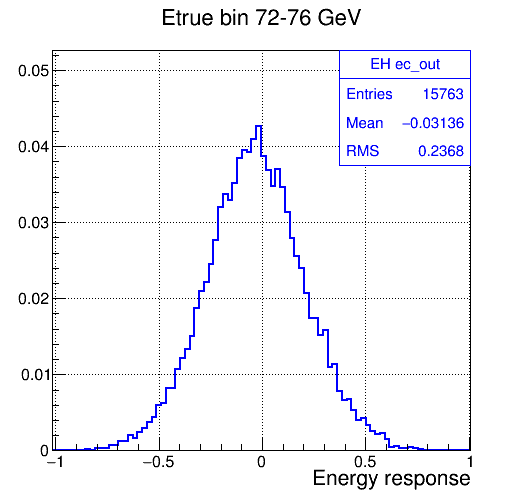 Etrue bin 72-76 GeV
EH ec_out
Entries 15763
Mean −0.03136
RMS 0.2368
0.05
0.04
0.03
0.02
0.01
0
−1 −0.5 0 0.5 1
Energy response